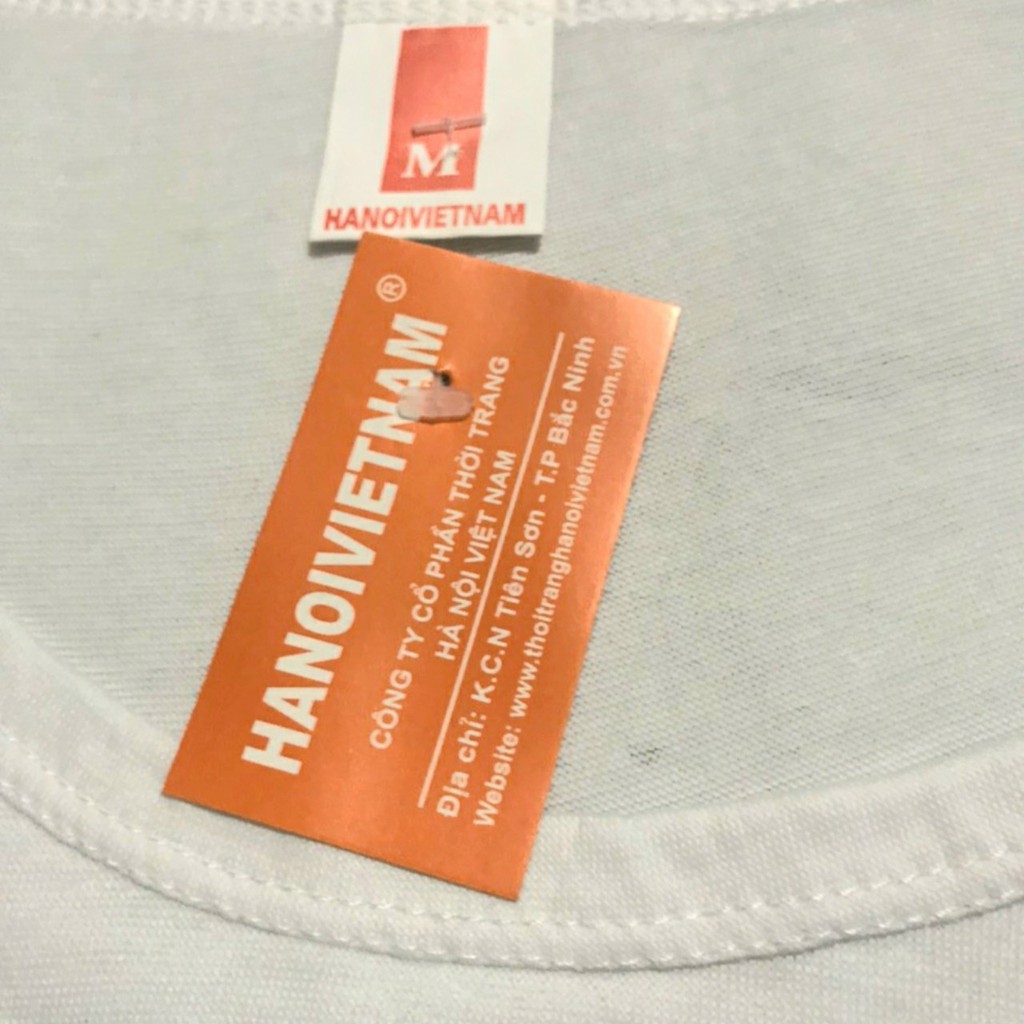 M
HANOIVIETNAM
HANOIVIETNAM ®
CÔNG TY CỔ PHẨN THỜI TRANG
HÀ NỘI VIỆT NAM
Địa chỉ: K.C.N Tiên Sơn - T.P Bắc Ninh
Website: www.thoitranghanoivietnam.com.vn